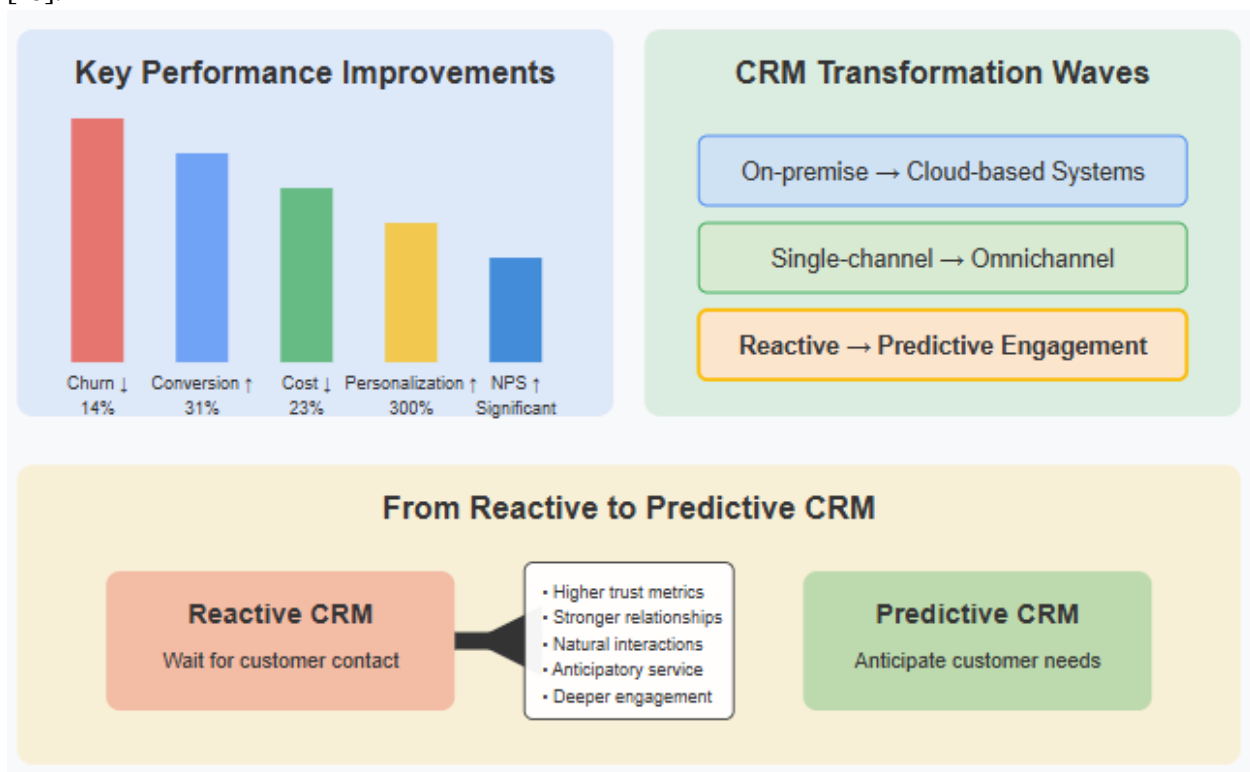 Key Performance Improvements
Churn ↓
14%
Conversion ↑
31%
Cost ↓
23%
Personalization ↑
300%
NPS ↑
Significant
CRM Transformation Waves
On-premise → Cloud-based Systems
Single-channel → Omnichannel
Reactive → Predictive Engagement
From Reactive to Predictive CRM
Reactive CRM
Wait for customer contact
• Higher trust metrics
• Stronger relationships
• Natural interactions
• Anticipatory service
• Deeper engagement
Predictive CRM
Anticipate customer needs